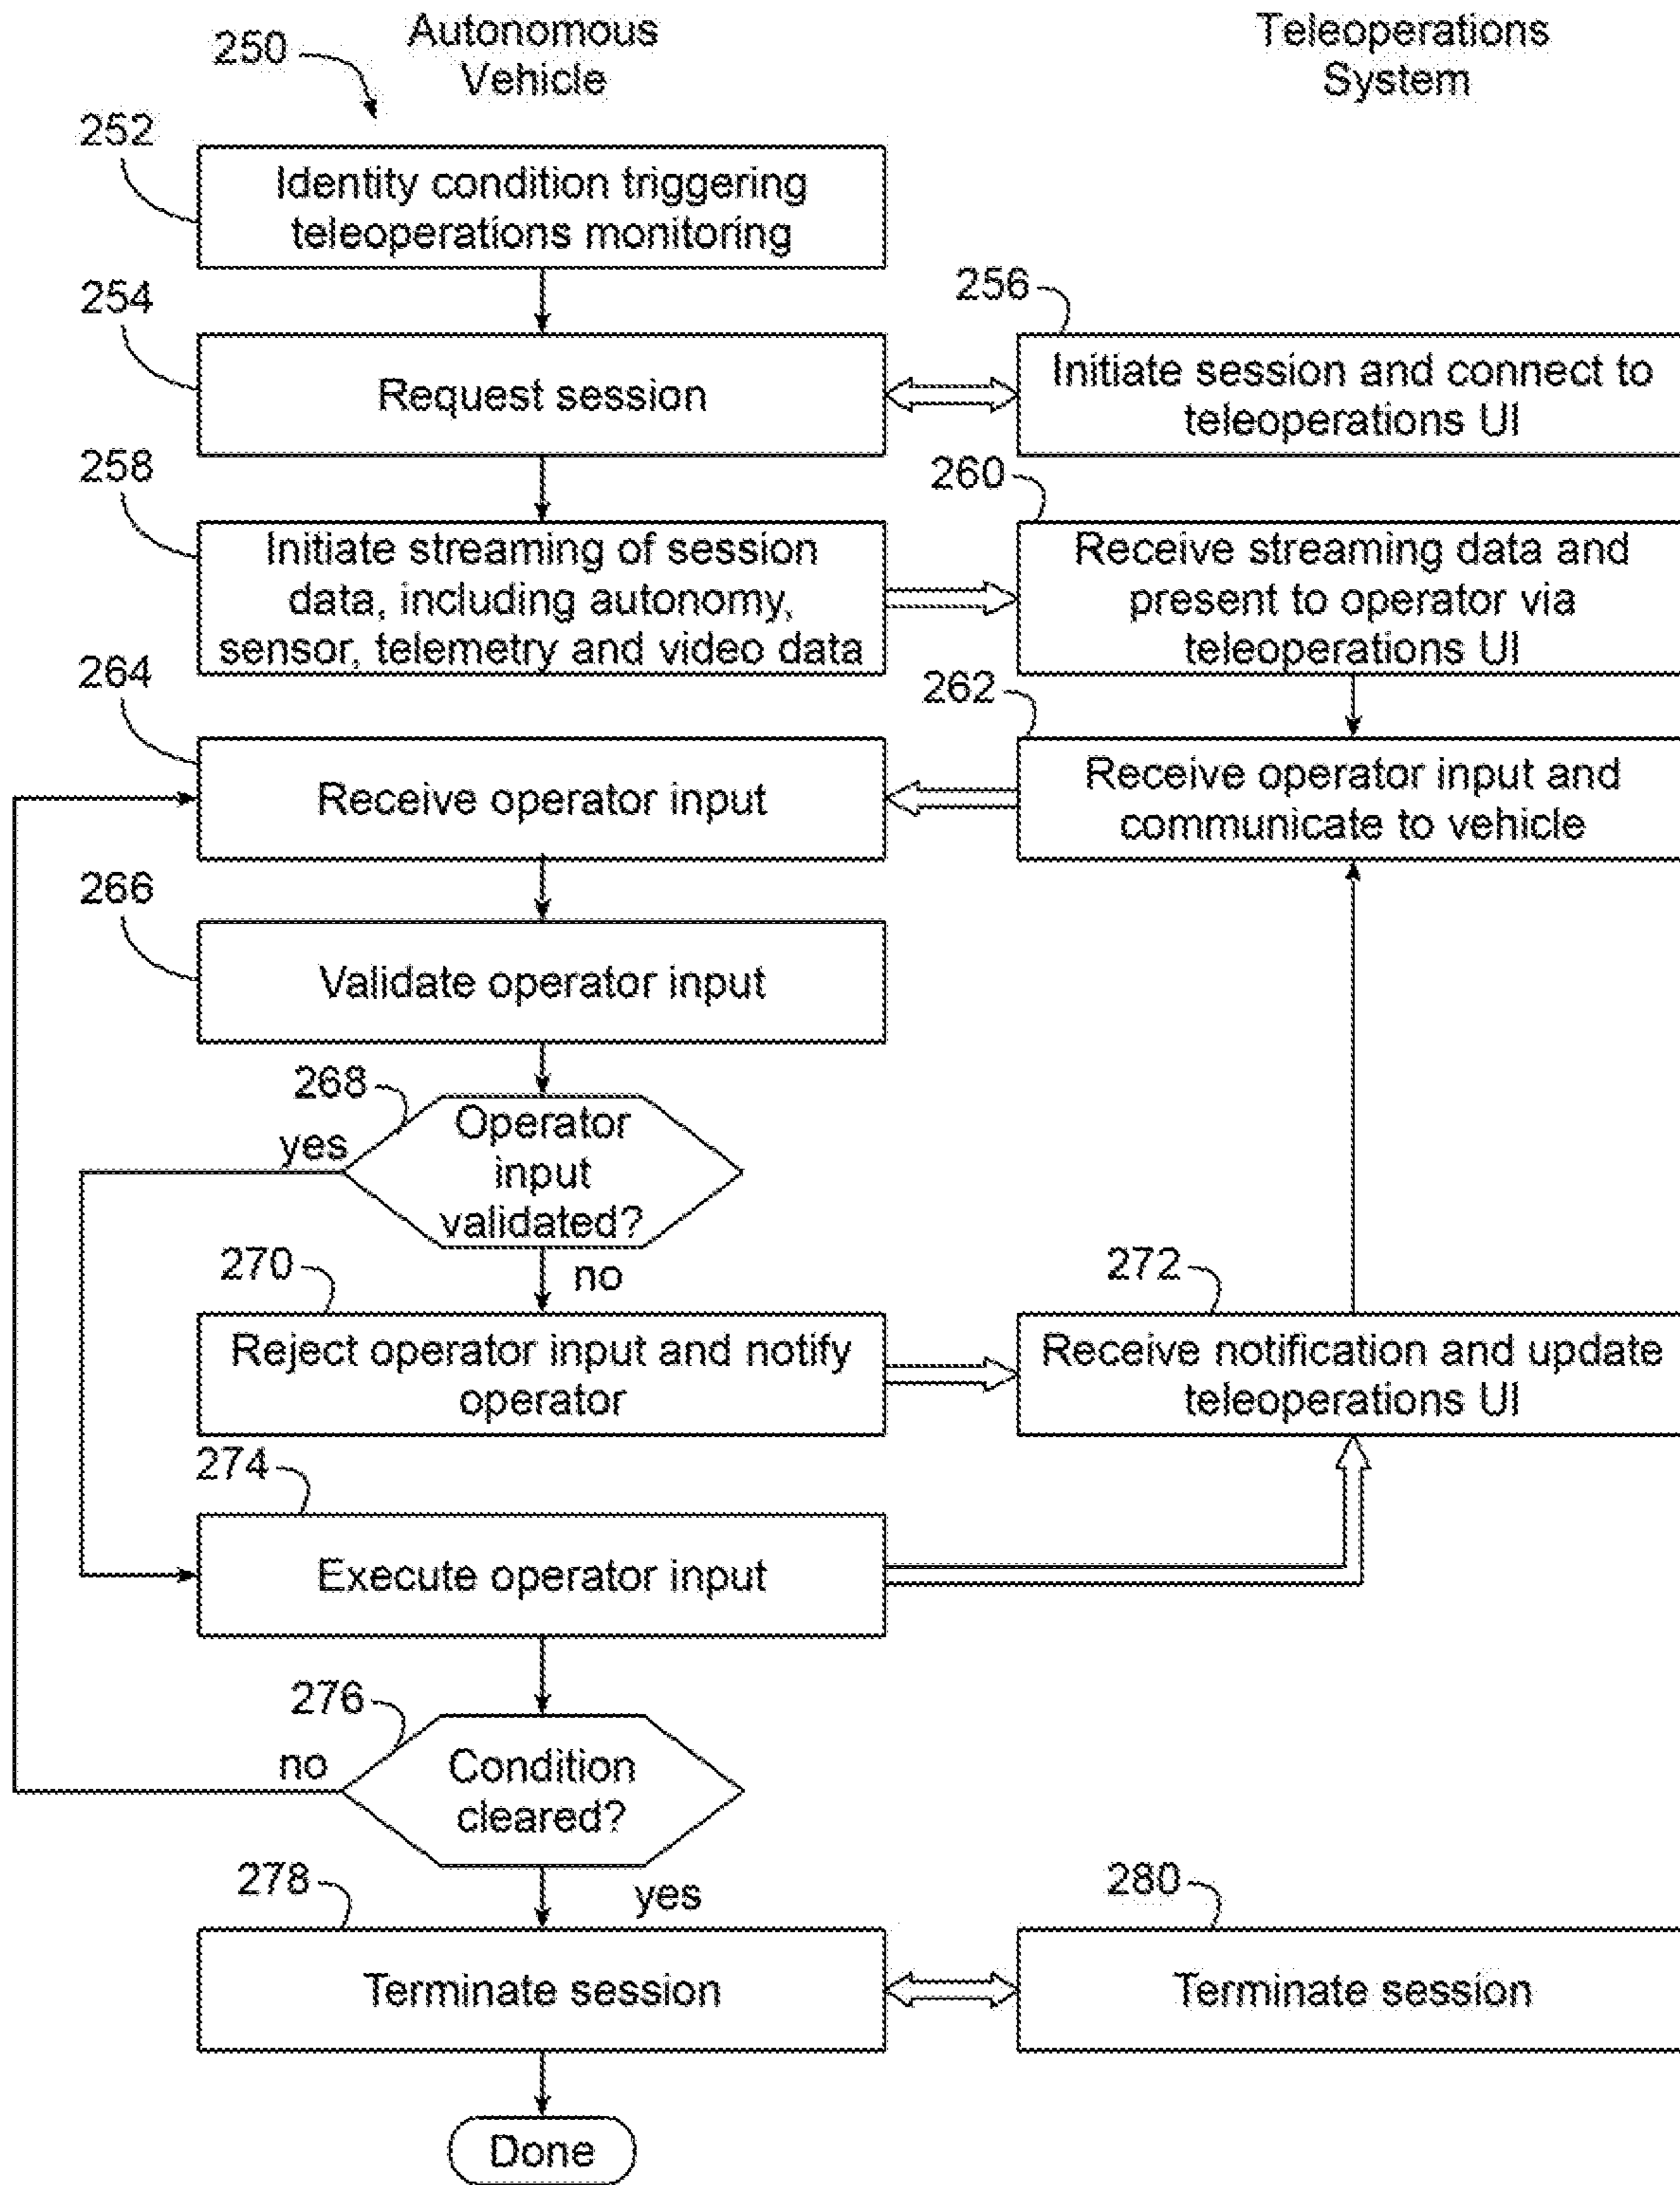 Autonomous
Vehicle
Teleoperations
System
250
252
Identity condition triggering
teleoperations monitoring
254
Request session
256
Initiate session and connect to
teleoperations UI
258
Initiate streaming of session
data, including autonomy,
sensor, telemetry and video data
260
Receive streaming data and
present to operator via
teleoperations UI
264
Receive operator input
262
Receive operator input and
communicate to vehicle
266
Validate operator input
268
Operator
input
validated?
yes
no
270
Reject operator input and notify
operator
272
Receive notification and update
teleoperations UI
274
Execute operator input
276
Condition
cleared?
no
yes
278
Terminate session
280
Terminate session
Done